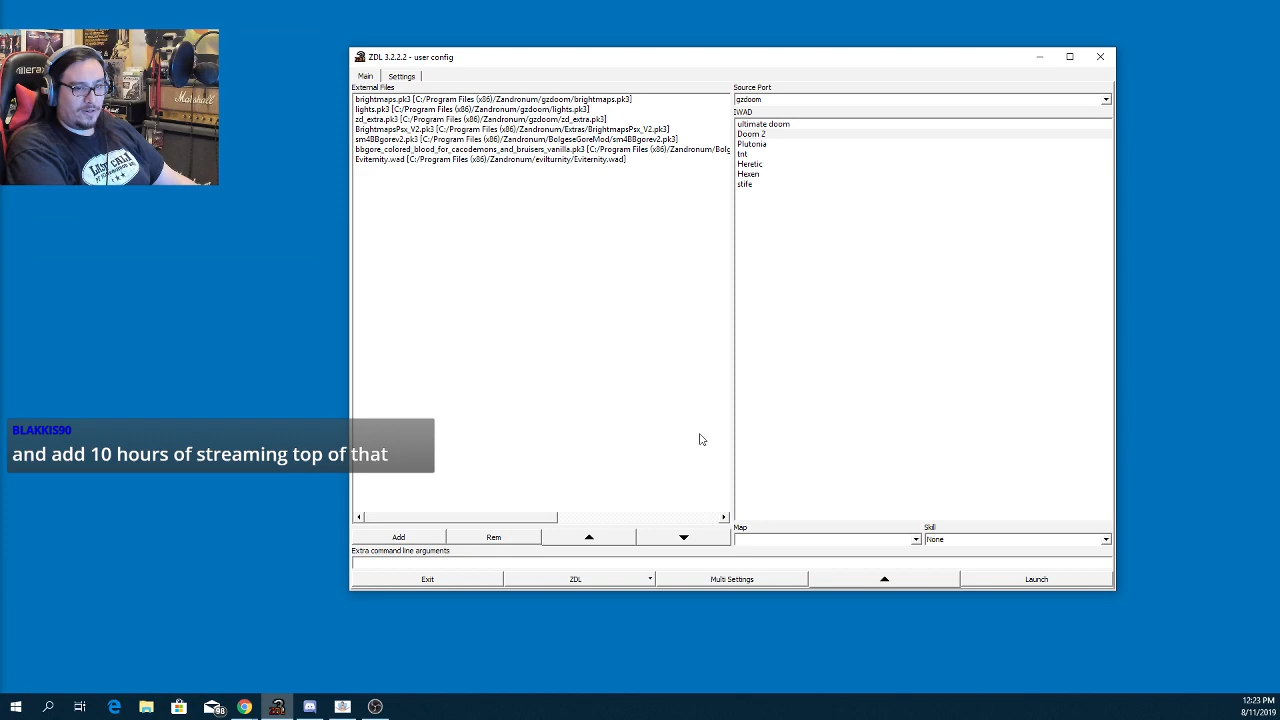 ZDL 3.2.2.2 - user config
Main
Settings
External Files
brightmaps.pk3 [C:/Program Files (x86)/Zandronum/gzdoom/brightmaps.pk3]
lights.pk3 [C:/Program Files (x86)/Zandronum/gzdoom/lights.pk3]
zd_extra.pk3 [C:/Program Files (x86)/Zandronum/gzdoom/zd_extra.pk3]
BrightmapsPsx_V2.pk3 [C:/Program Files (x86)/Zandronum/Extras/BrightmapsPsx_V2.pk3]
sm4BBgorev2.pk3 [C:/Program Files (x86)/Zandronum/BolgeseGoreMod/sm4BBgorev2.pk3]
bbgore_colored_blood_for_cacodemons_and_bruisers_vanilla.pk3 [C:/Program Files (x86)/Zandronum/Bolg
Eviternity.wad [C:/Program Files (x86)/Zandronum/evilturnity/Eviternity.wad]
Source Port
gzdoom
IWAD
ultimate doom
Doom 2
Plutonia
tnt
Heretic
Hexen
stife
Marshall
BLAKKIS90
and add 10 hours of streaming top of that
Add
Rem
Map
Skill
None
Extra command line arguments
Exit
ZDL
Multi Settings
Launch
98
12:23 PM
8/11/2019